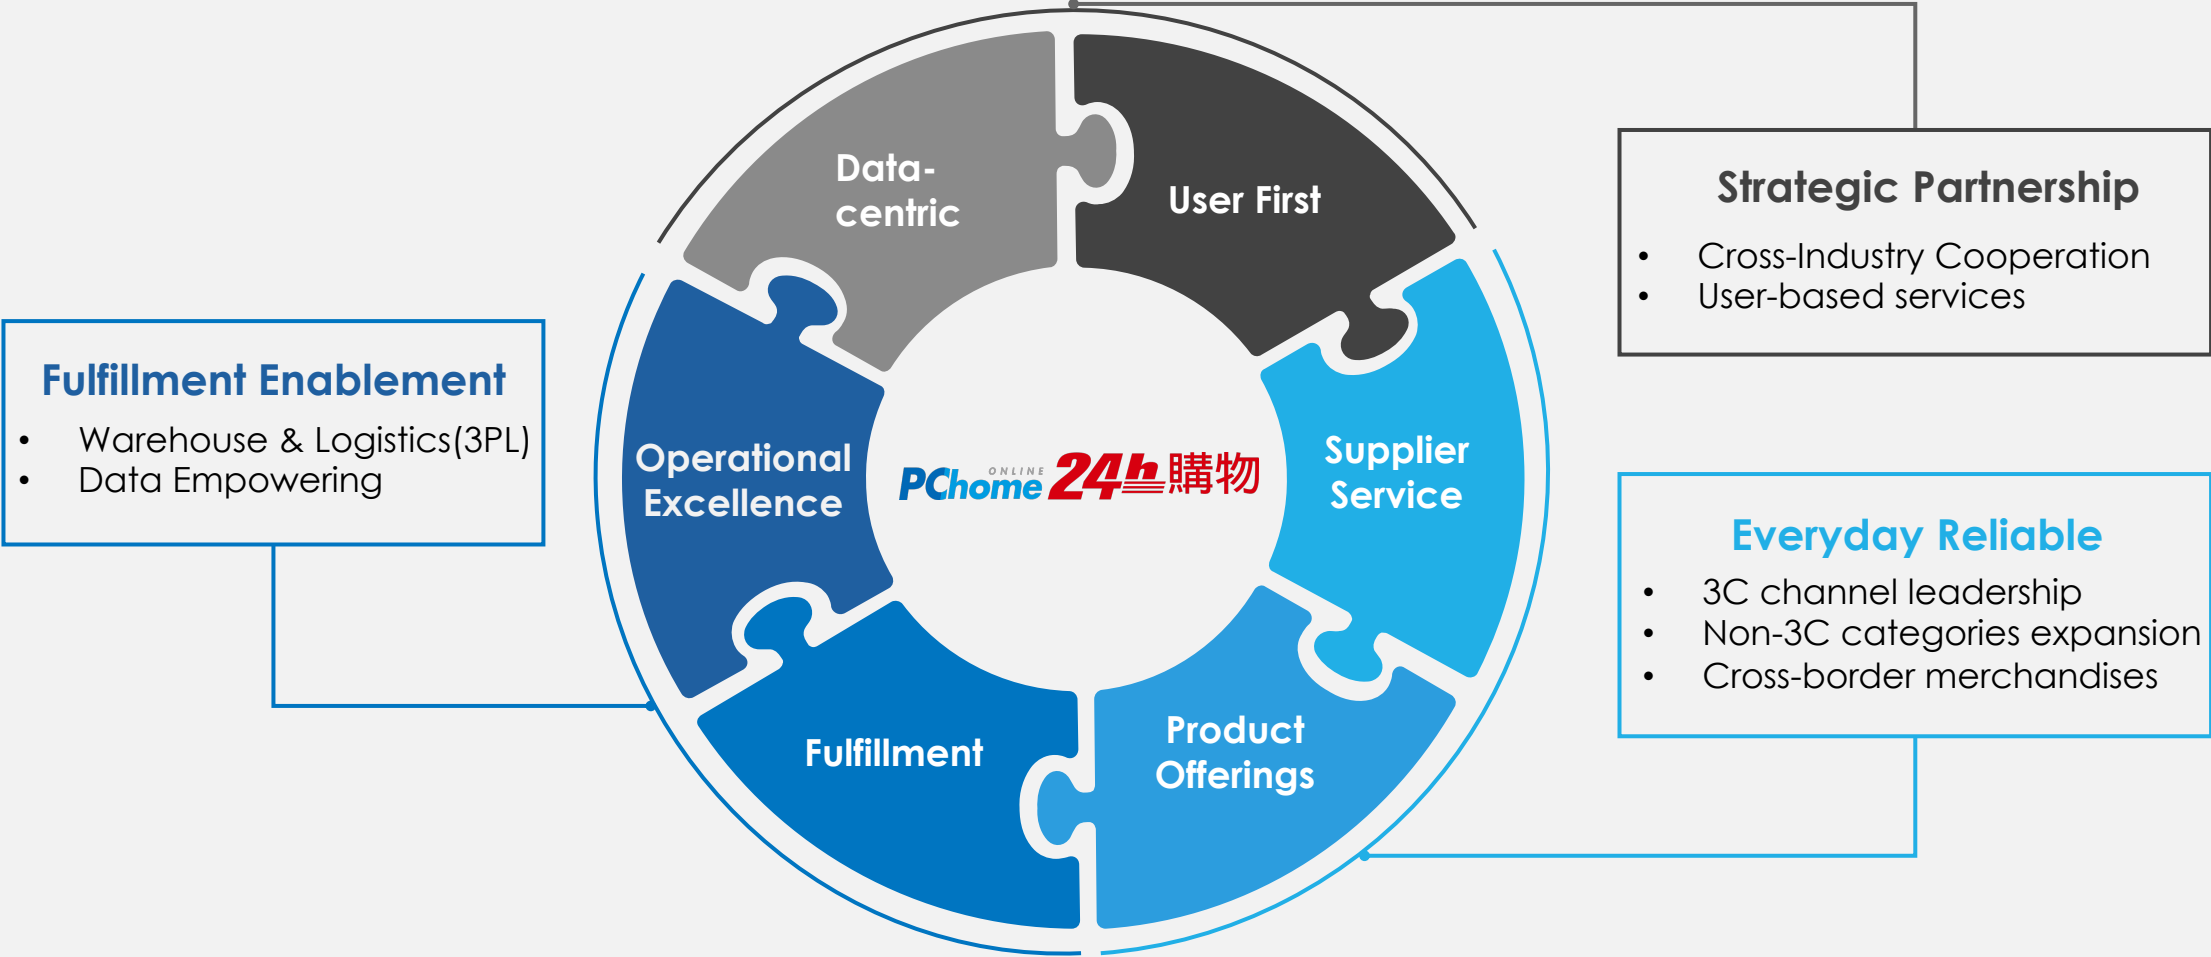 Data-
centric
User First
Strategic Partnership
• Cross-Industry Cooperation
• User-based services
Fulfillment Enablement
• Warehouse & Logistics(3PL)
• Data Empowering
Operational
Excellence
PChome ONLINE 24h購物
Supplier
Service
Everyday Reliable
• 3C channel leadership
• Non-3C categories expansion
• Cross-border merchandises
Fulfillment
Product
Offerings